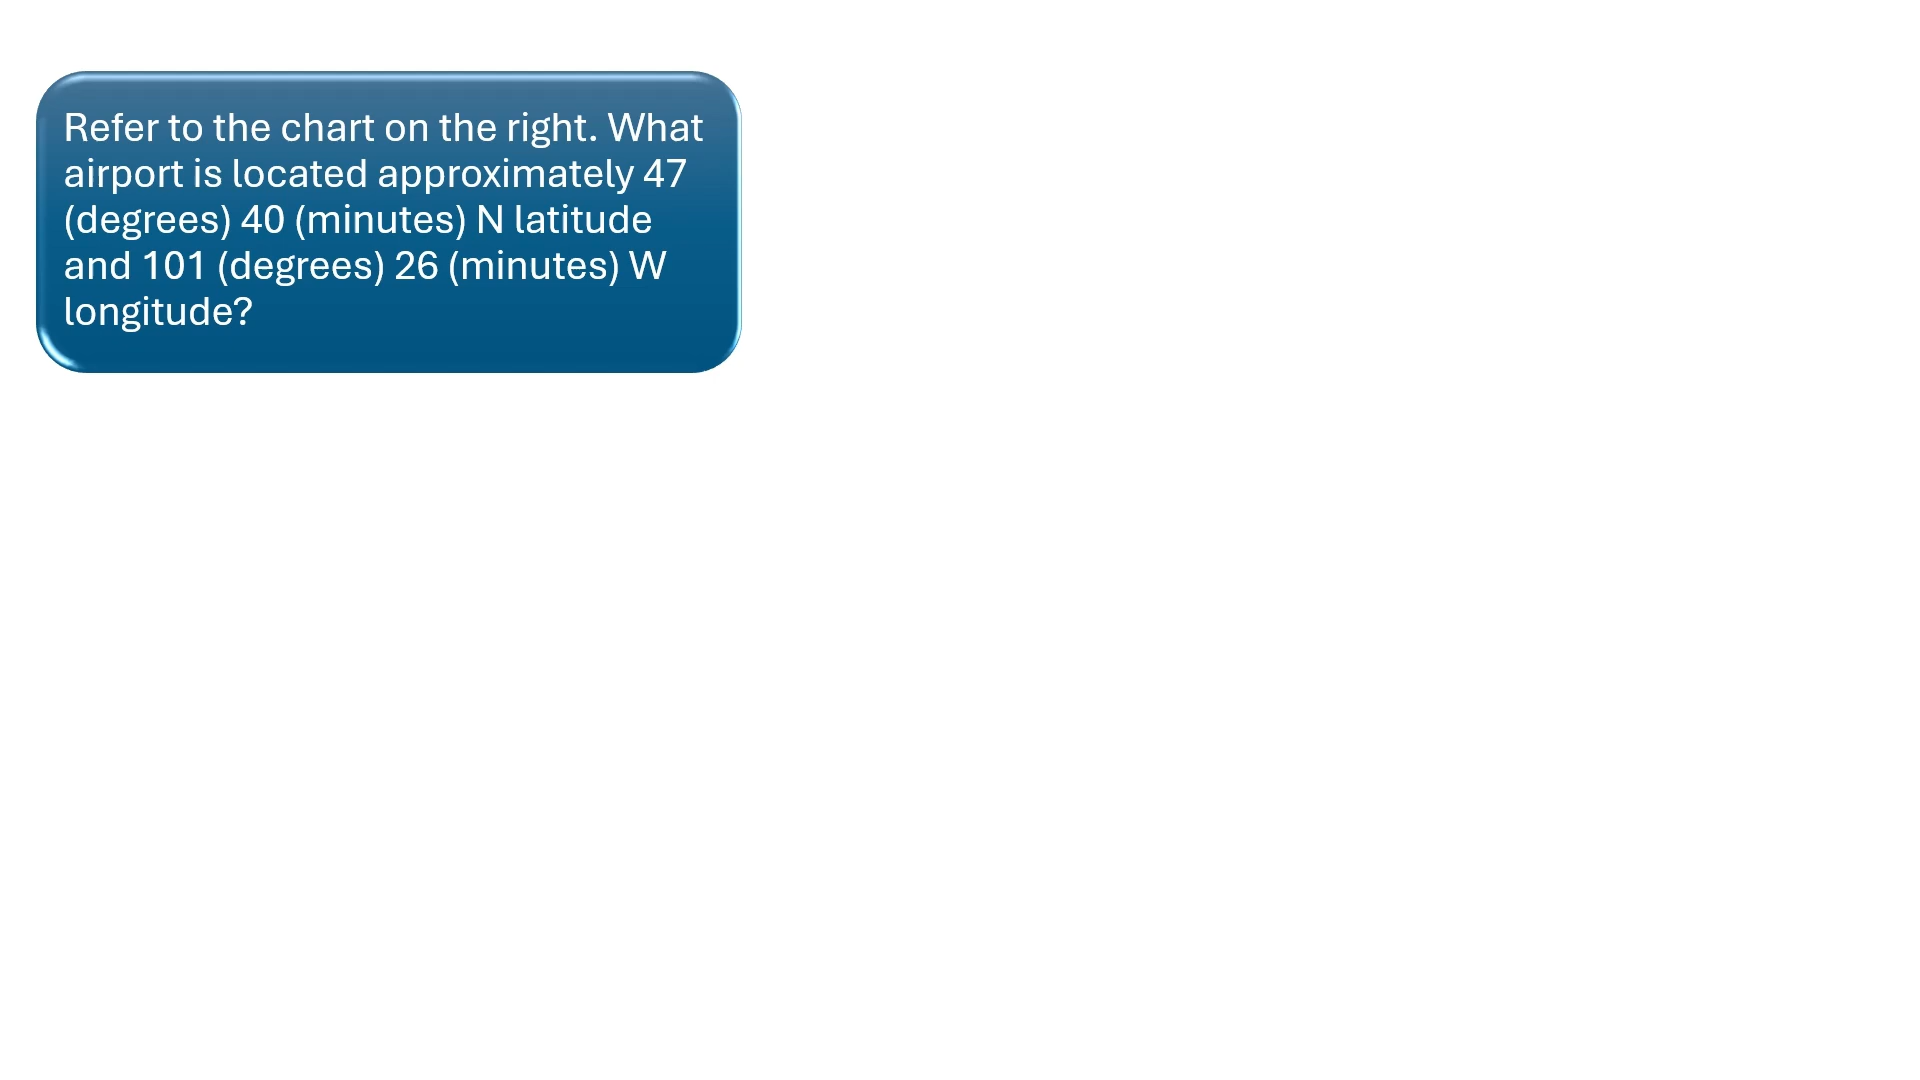 Refer to the chart on the right. What
airport is located approximately 47
(degrees) 40 (minutes) N latitude
and 101 (degrees) 26 (minutes) W
longitude?